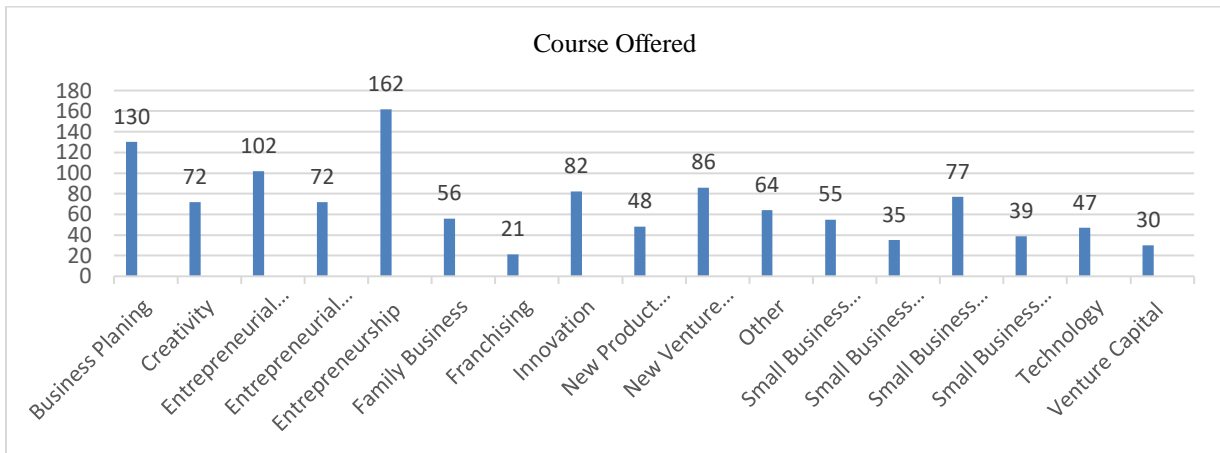 Course Offered
180
160
140
120
100
80
60
40
20
0
130
72
102
72
162
56
21
82
48
86
64
55
35
77
39
47
30
Business Planing
Creativity
Entrepreneurial...
Entrepreneurial...
Entrepreneurship
Family Business
Franchising
Innovation
New Product...
New Venture...
Other
Small Business...
Small Business...
Small Business...
Small Business...
Technology
Venture Capital